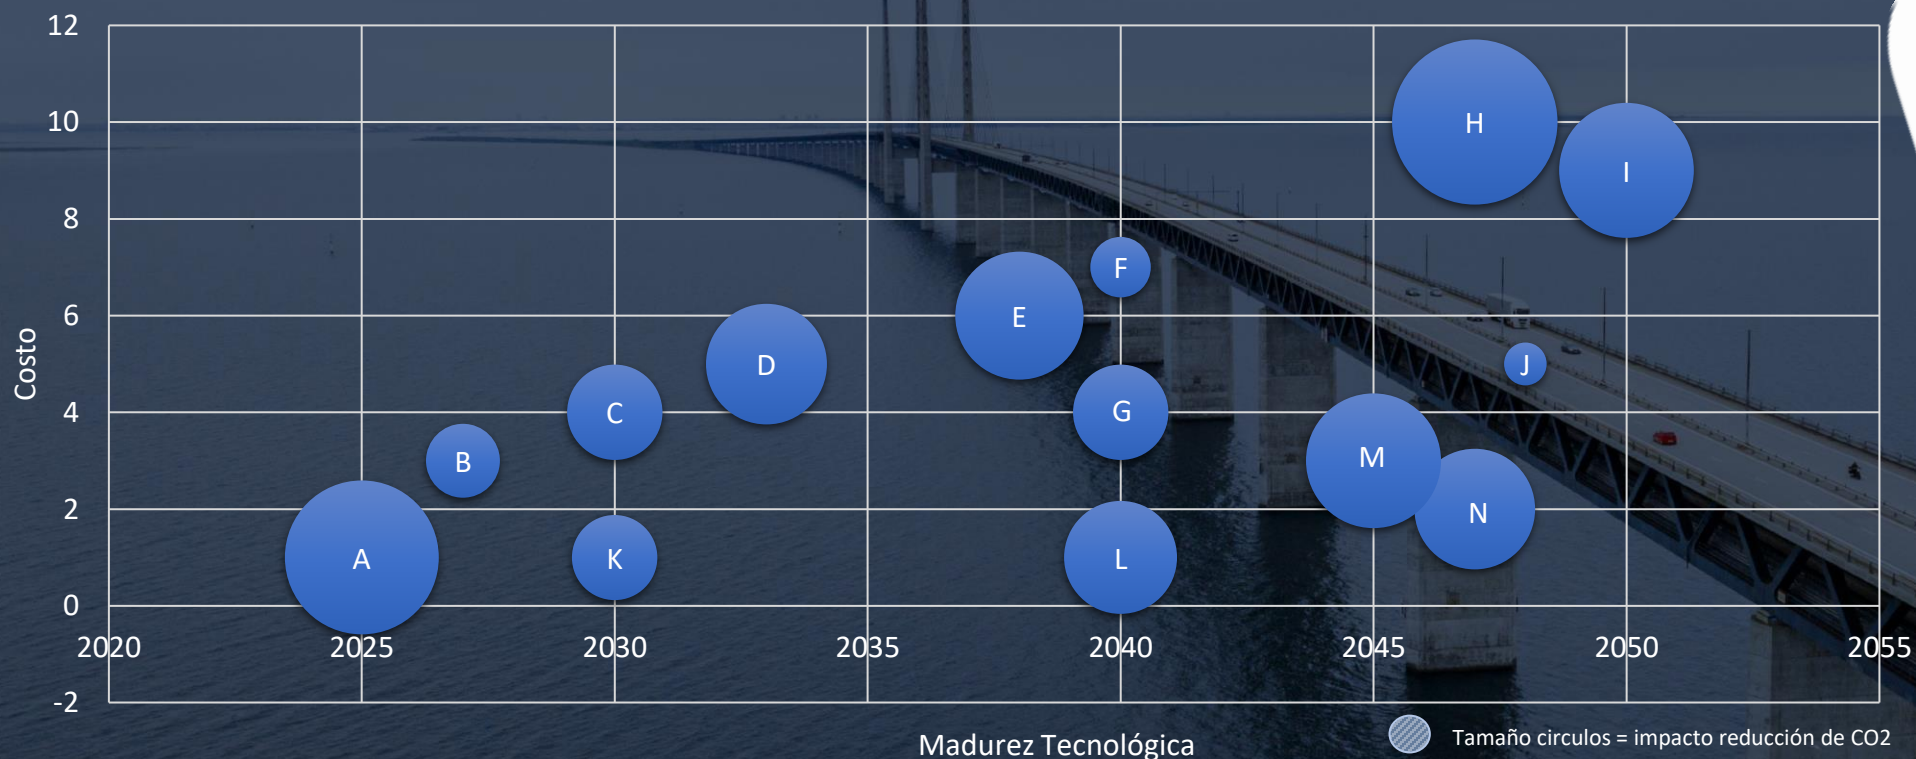 12
10
8
6
4
2
0
-2
Costo
H
I
F
E
D
J
C
G
M
B
N
A
K
L
2020 2025 2030 2035 2040 2045 2050 2055
Madurez Tecnológica
Tamaño circulos = impacto reducción de CO2